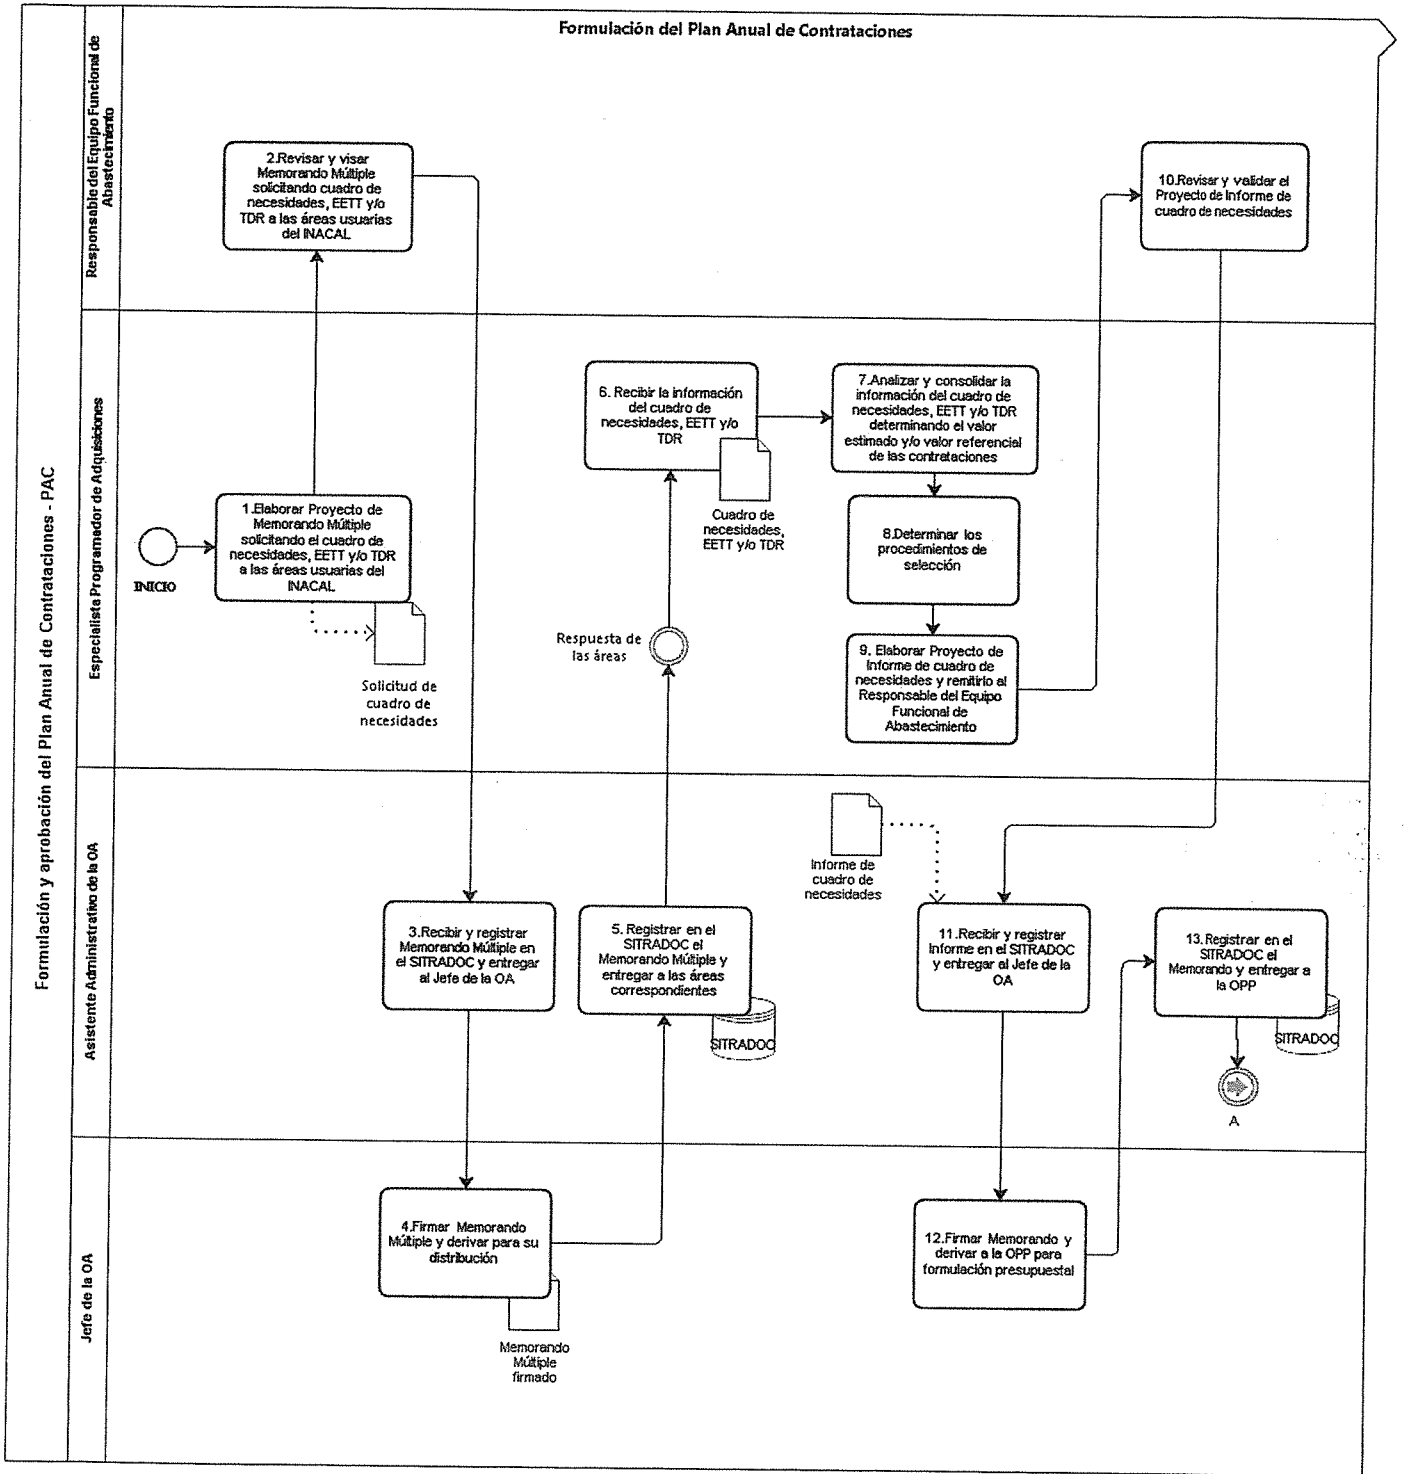 Formulación del Plan Anual de Contrataciones
Formulación y aprobación del Plan Anual de Contrataciones - PAC
Responsable del Equipo Funcional de
Abastecimiento
2.Revisar y visar
Memorando Múltiple
solicitando cuadro de
necesidades, EETT y/o
TDR a las áreas usuarias
del INACAL
10.Revisar y validar el
Proyecto de Informe de
cuadro de necesidades
Especialista Programador de Adquisiciones
INICIO
1.Elaborar Proyecto de
Memorando Múltiple
solicitando el cuadro de
necesidades, EETT y/o TDR
a las áreas usuarias del
INACAL
Solicitud de
cuadro de
necesidades
Respuesta de
las áreas
6. Recibir la información
del cuadro de
necesidades, EETT y/o
TDR
Cuadro de
necesidades,
EETT y/o TDR
7.Analizar y consolidar la
información del cuadro de
necesidades, EETT y/o TDR
determinando el valor
estimado y/o valor referencial
de las contrataciones
8.Determinar los
procedimientos de
selección
9. Elaborar Proyecto de
Informe de cuadro de
necesidades y remitirlo al
Responsable del Equipo
Funcional de
Abastecimiento
Asistente Administrativo de la OA
3.Recibir y registrar
Memorando Múltiple en
el SITRADOC y entregar
al Jefe de la OA
5. Registrar en el
SITRADOC el
Memorando Múltiple y
entregar a las áreas
correspondientes
SITRADOC
Informe de
cuadro de
necesidades
11.Recibir y registrar
Informe en el SITRADOC
y entregar al Jefe de la
OA
13.Registrar en el
SITRADOC el
Memorando y entregar a
la OPP
SITRADOC
A
Jefe de la OA
4.Firmar Memorando
Múltiple y derivar para su
distribución
Memorando
Múltiple
firmado
12.Firmar Memorando y
derivar a la OPP para
formulación presupuestal